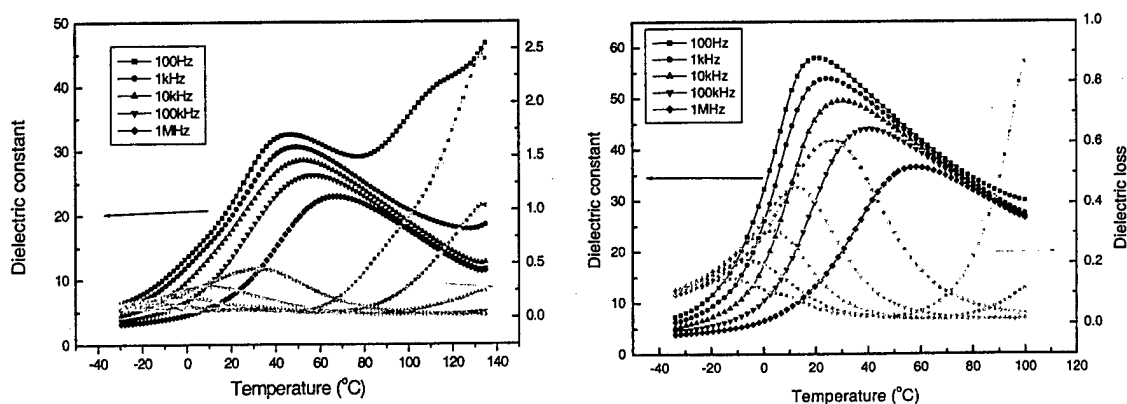 50
40
30
20
10
0
Dielectric constant
100Hz
1kHz
10kHz
100kHz
1MHz
2.5
2.0
1.5
1.0
0.5
0.0
-40 -20 0 20 40 60 80 100 120 140
Temperature (°C)
60
50
40
30
20
10
0
Dielectric constant
100Hz
1kHz
10kHz
100kHz
1MHz
1.0
0.8
0.6
0.4
0.2
0.0
Dielectric loss
-40 -20 0 20 40 60 80 100 120
Temperature (°C)